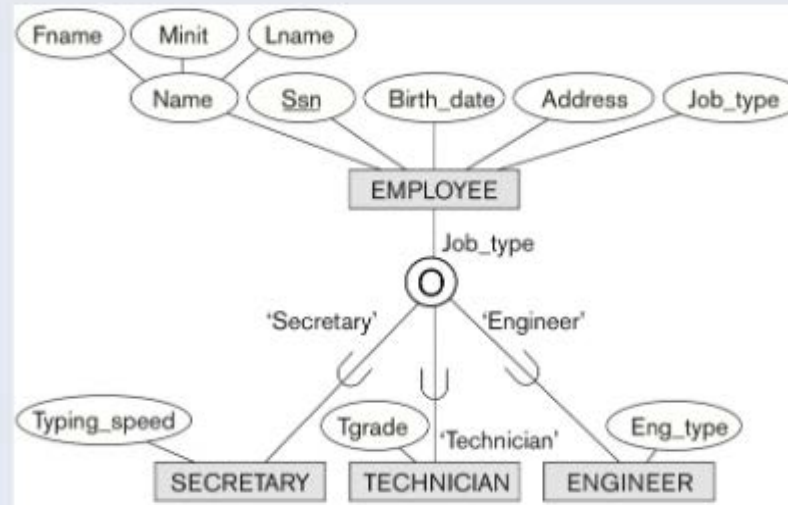 Fname Minit Lname
Name Ssn Birth_date Address Job_type
EMPLOYEE
Job_type
O
‘Secretary’ ‘Engineer’
Typing_speed Tgrade ‘Technician’ Eng_type
SECRETARY TECHNICIAN ENGINEER